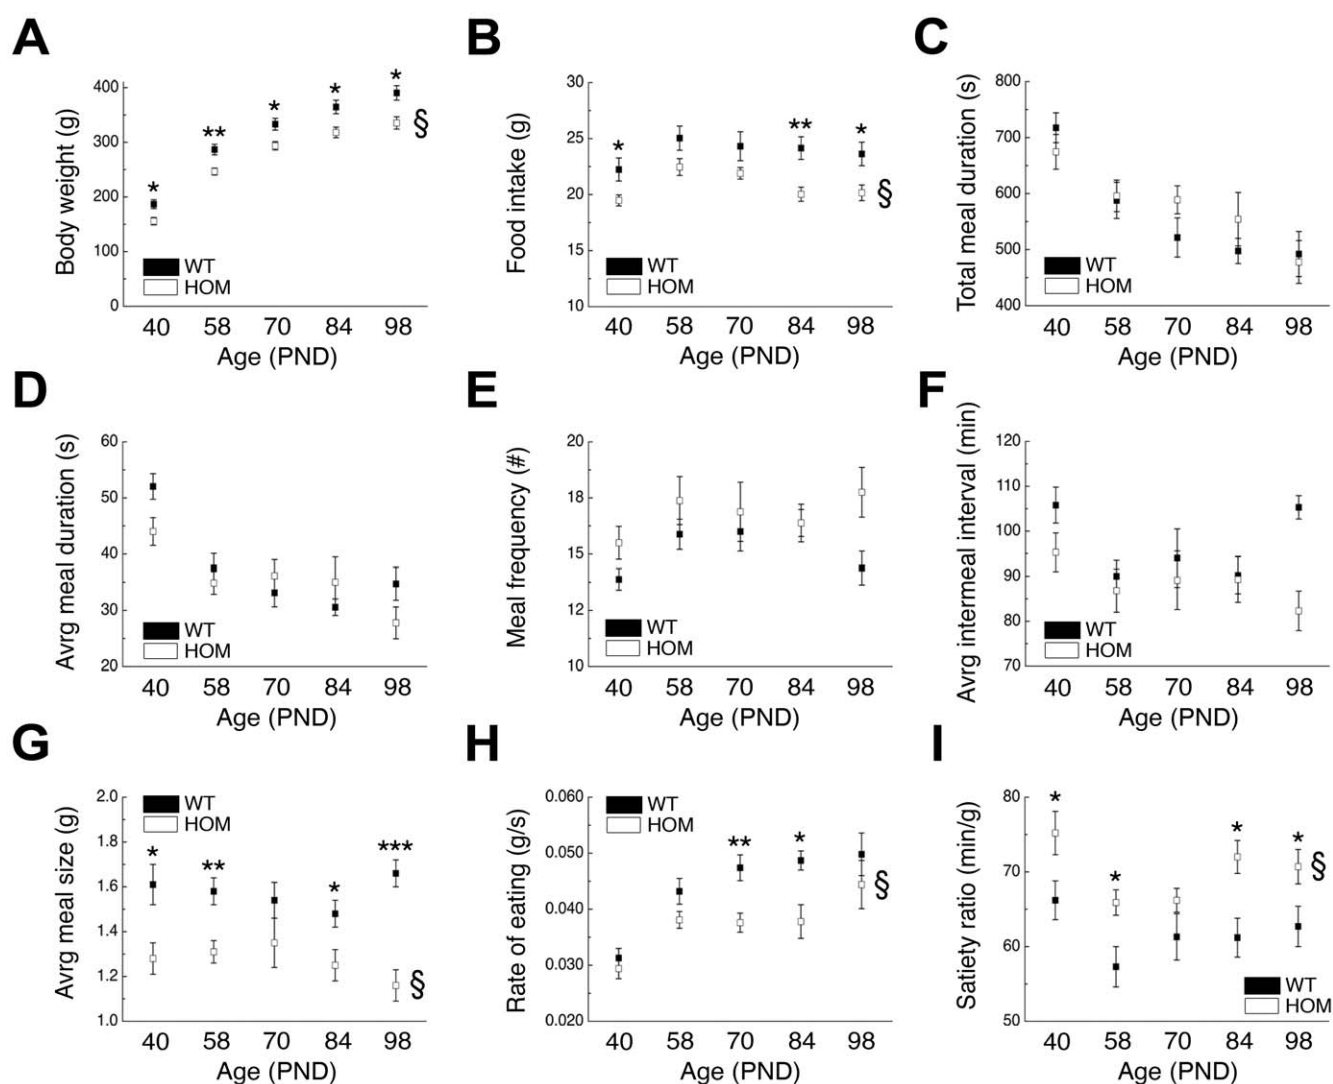 A
Body weight (g)
400
300
200
100
0
*
**
*
*
*
§
WT
HOM
40 58 70 84 98
Age (PND)
B
Food intake (g)
30
25
20
15
10
*
**
*
§
WT
HOM
40 58 70 84 98
Age (PND)
C
Total meal duration (s)
800
700
600
500
400
WT
HOM
40 58 70 84 98
Age (PND)
D
Avrg meal duration (s)
60
50
40
30
20
WT
HOM
40 58 70 84 98
Age (PND)
E
Meal frequency (#)
20
18
15
12
10
WT
HOM
40 58 70 84 98
Age (PND)
F
Avrg intermeal interval (min)
120
110
100
90
80
70
WT
HOM
40 58 70 84 98
Age (PND)
G
Avrg meal size (g)
2.0
1.8
1.6
1.4
1.2
1.0
WT
HOM
*
**
*
***
§
40 58 70 84 98
Age (PND)
H
Rate of eating (g/s)
0.060
0.050
0.040
0.030
0.020
WT
HOM
**
*
§
40 58 70 84 98
Age (PND)
I
Satiety ratio (min/g)
80
70
60
50
*
*
*
*
§
WT
HOM
40 58 70 84 98
Age (PND)